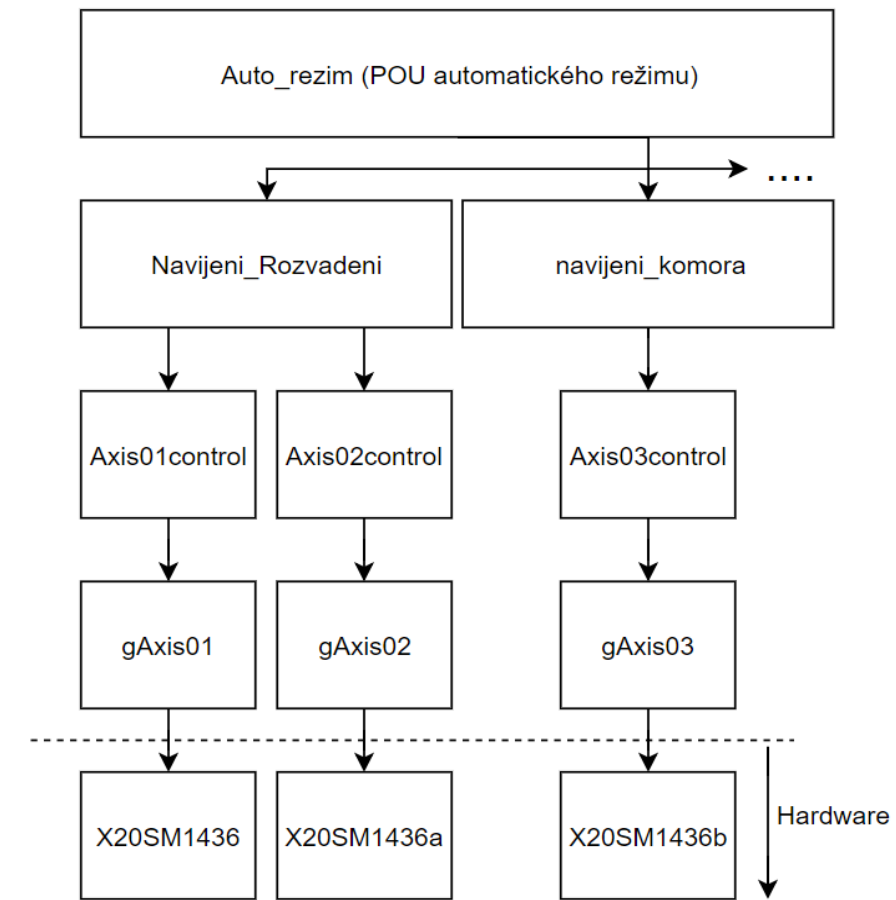 Auto_rezim (POU automatického režimu)
....
Navijeni_Rozvadeni
navijeni_komora
Axis01control
Axis02control
Axis03control
gAxis01
gAxis02
gAxis03
X20SM1436
X20SM1436a
X20SM1436b
Hardware